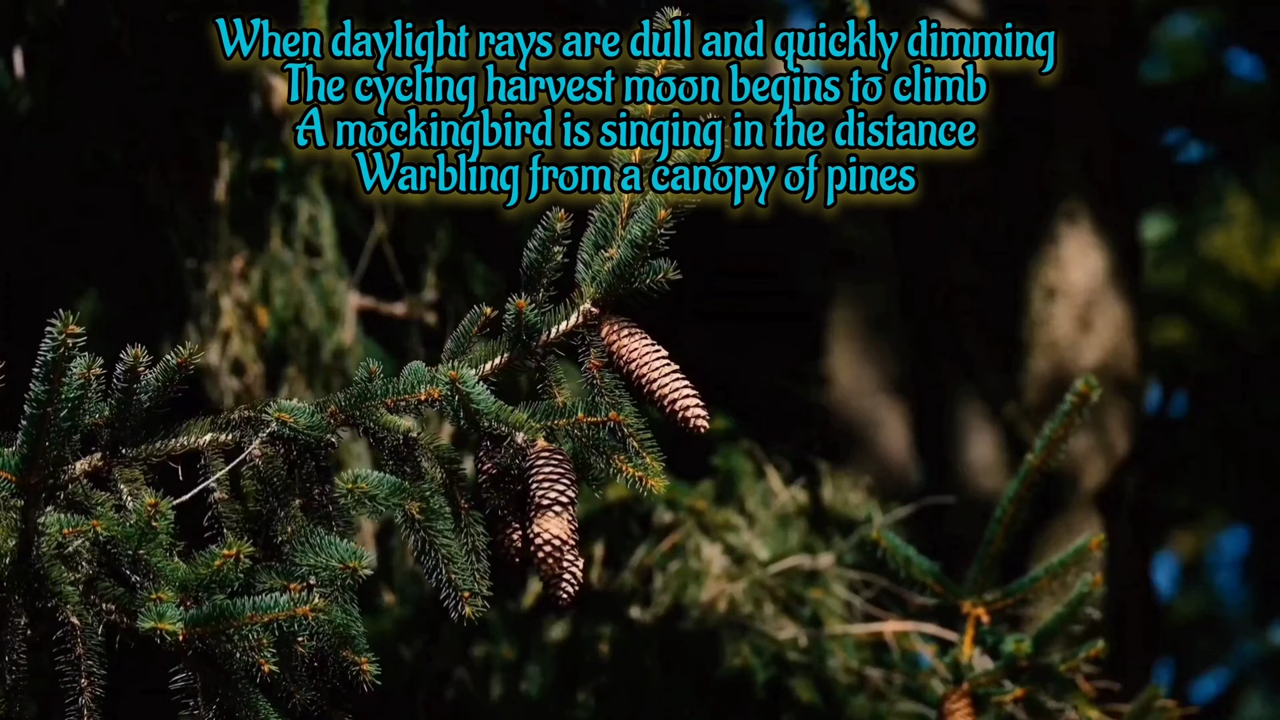 When daylight rays are dull and quickly dimming
The cycling harvest moon begins to climb
A mockingbird is singing in the distance
Warbling from a canopy of pines